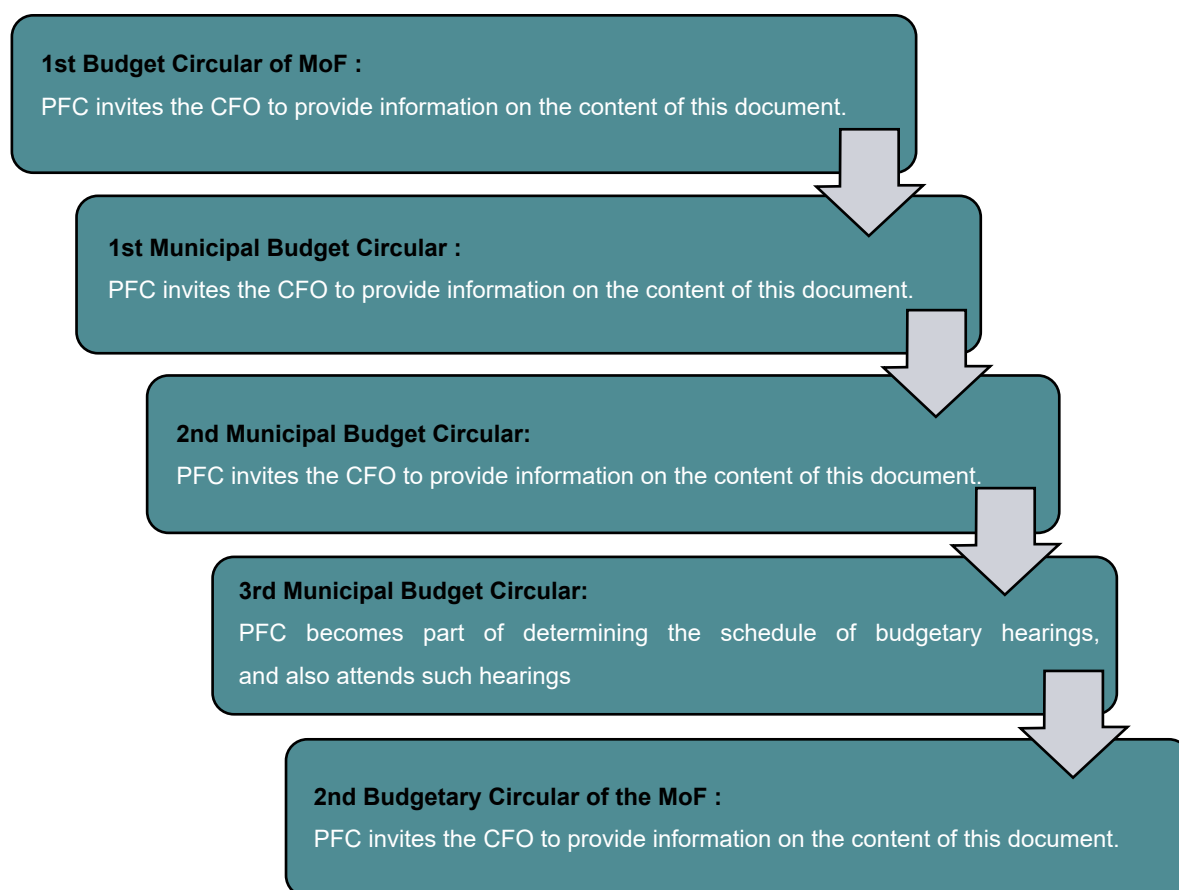 1st Budget Circular of MoF :
PFC invites the CFO to provide information on the content of this document.
1st Municipal Budget Circular :
PFC invites the CFO to provide information on the content of this document.
2nd Municipal Budget Circular:
PFC invites the CFO to provide information on the content of this document.
3rd Municipal Budget Circular:
PFC becomes part of determining the schedule of budgetary hearings,
and also attends such hearings
2nd Budgetary Circular of the MoF :
PFC invites the CFO to provide information on the content of this document.